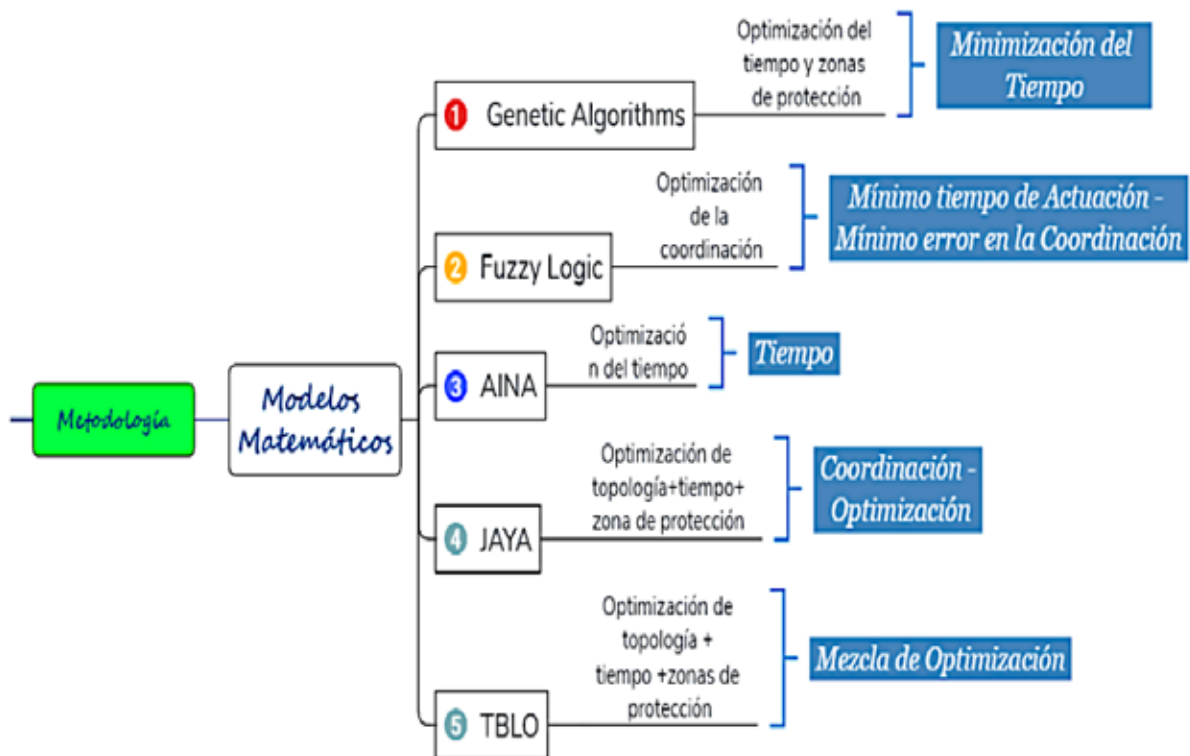 Metodología
Modelos
Matemáticos
1 Genetic Algorithms
Optimización del
tiempo y zonas
de protección
Minimización del
Tiempo
2 Fuzzy Logic
Optimización
de la
coordinación
Mínimo tiempo de Actuación -
Mínimo error en la Coordinación
3 AINA
Optimizació
n del tiempo
Tiempo
4 JAYA
Optimización de
topología+tiempo+
zona de protección
Coordinación -
Optimización
5 TBLO
Optimización de
topología +
tiempo +zonas de
protección
Mezcla de Optimización